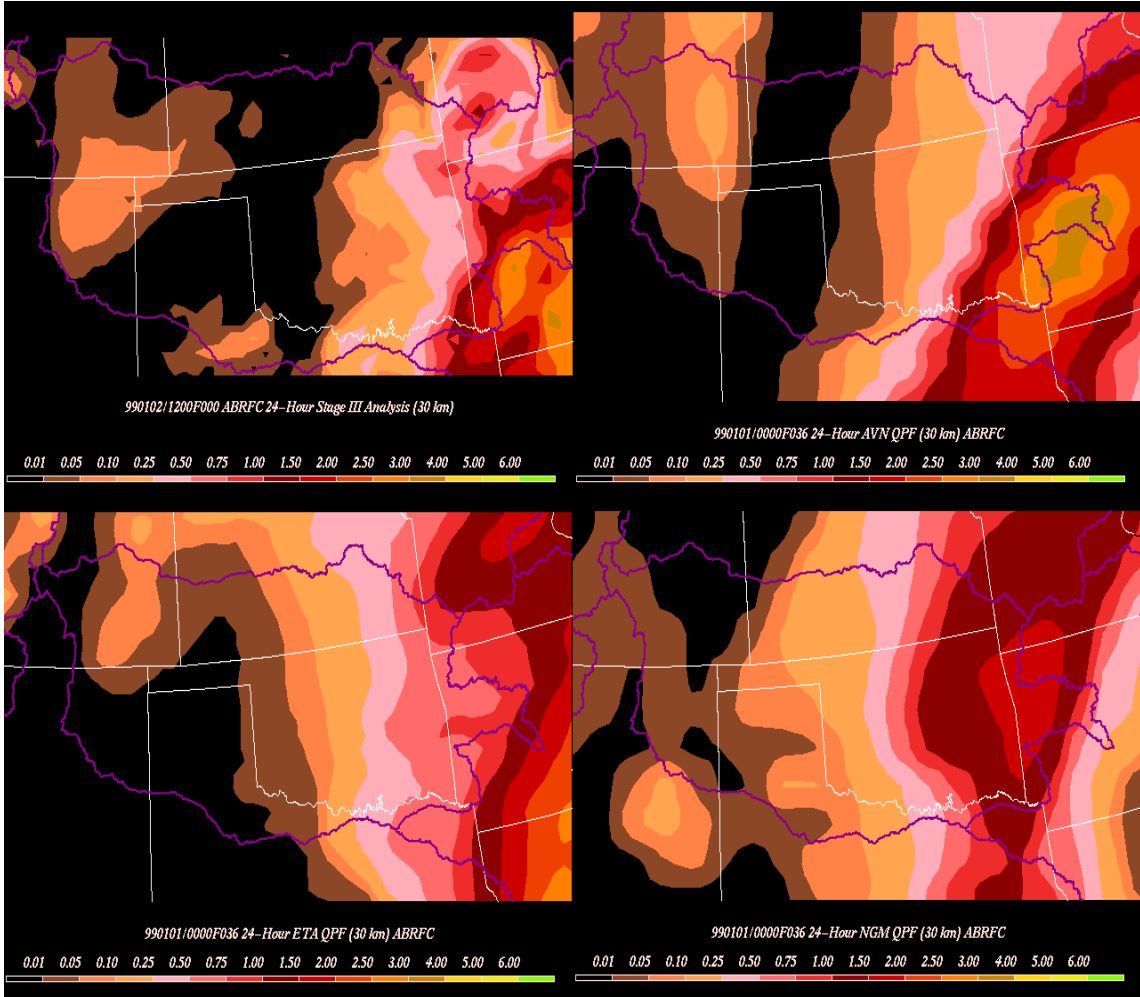 990102/1200F000 ABRFC 24-Hour Stage III Analysis (30 km)
0.01 0.05 0.10 0.25 0.50 0.75 1.00 1.50 2.00 2.50 3.00 4.00 5.00 6.00
990101/0000F036 24-Hour AVN QPF (30 km) ABRFC
0.01 0.05 0.10 0.25 0.50 0.75 1.00 1.50 2.00 2.50 3.00 4.00 5.00 6.00
990101/0000F036 24-Hour ETA QPF (30 km) ABRFC
0.01 0.05 0.10 0.25 0.50 0.75 1.00 1.50 2.00 2.50 3.00 4.00 5.00 6.00
990101/0000F036 24-Hour NGM QPF (30 km) ABRFC
0.01 0.05 0.10 0.25 0.50 0.75 1.00 1.50 2.00 2.50 3.00 4.00 5.00 6.00